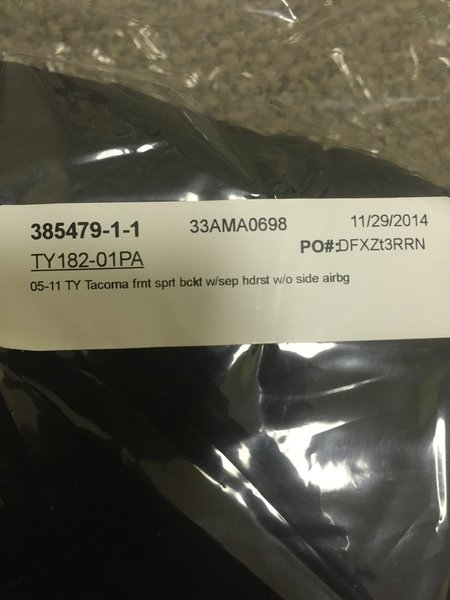 385479-1-1 33AMA0698 11/29/2014
TY182-01PA PO#:DFXZt3RRN
05-11 TY Tacoma frnt sprt bckt w/sep hdrst w/o side airbg